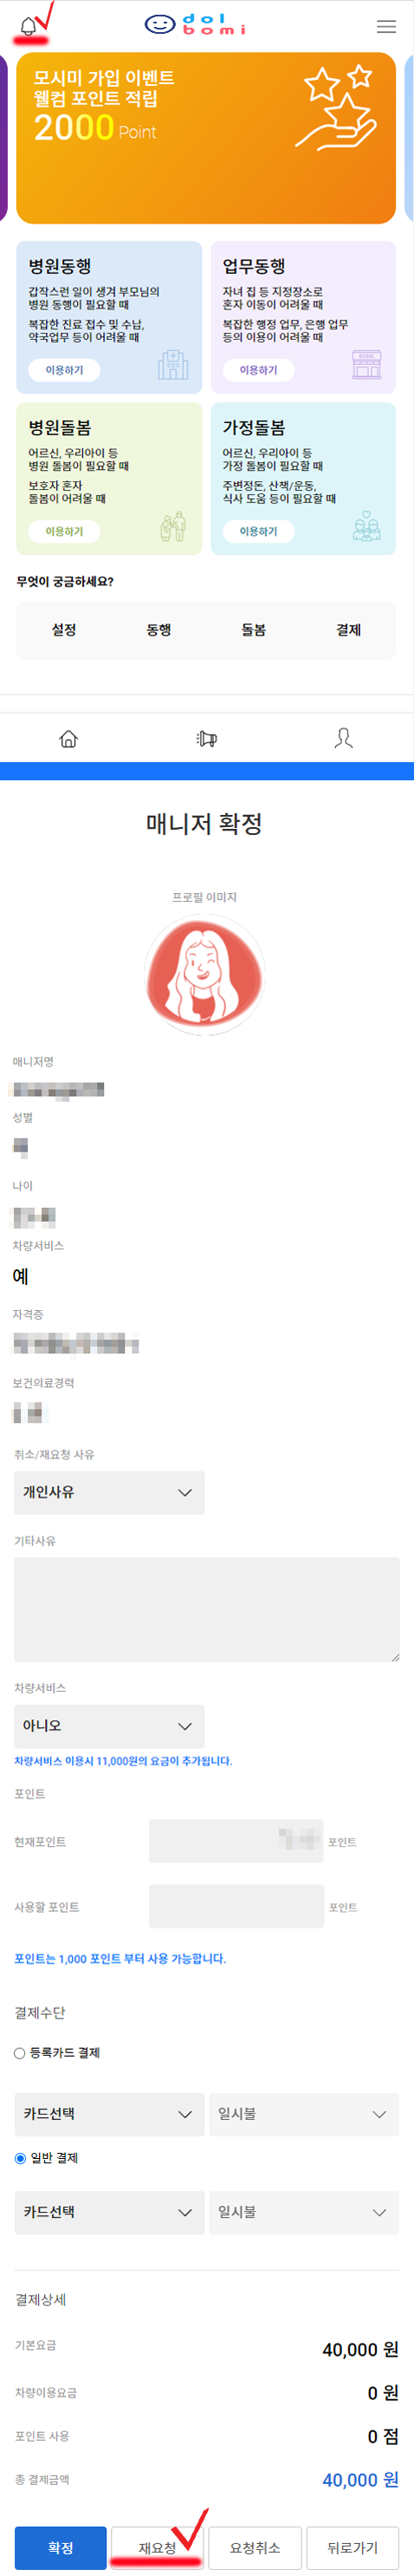 dol
bomi
모시미 가입 이벤트
웰컴 포인트 적립
2000 Point
병원동행
갑작스런 일이 생겨 부모님의
병원 동행이 필요할 때
복잡한 진료 접수 및 수납,
약국업무 등이 어려울 때
이용하기
업무동행
자녀 집 등 지정장소로
혼자 이동이 어려울 때
복잡한 행정 업무, 은행 업무
등의 이용이 어려울 때
BANK
이용하기
병원돌봄
어르신, 우리아이 등
병원 돌봄이 필요할 때
보호자 혼자
돌봄이 어려울 때
이용하기
가정돌봄
어르신, 우리아이 등
가정 돌봄이 필요할 때
주변정돈, 산책/운동,
식사 도움 등이 필요할 때
이용하기
무엇이 궁금하세요?
설정 동행 돌봄 결제
매니저 확정
프로필 이미지
매니저명
성별
나이
차량서비스
예
자격증
보건의료경력
취소/재요청 사유
개인사유
기타사유
차량서비스
아니오
차량서비스 이용시 11,000원의 요금이 추가됩니다.
포인트
현재포인트 포인트
사용할 포인트 포인트
포인트는 1,000 포인트 부터 사용 가능합니다.
결제수단
등록카드 결제
카드선택 일시불
일반 결제
카드선택 일시불
결제상세
기본요금 40,000 원
차량이용요금 0 원
포인트 사용 0 점
총 결제금액 40,000 원
확정 재요청 요청취소 뒤로가기